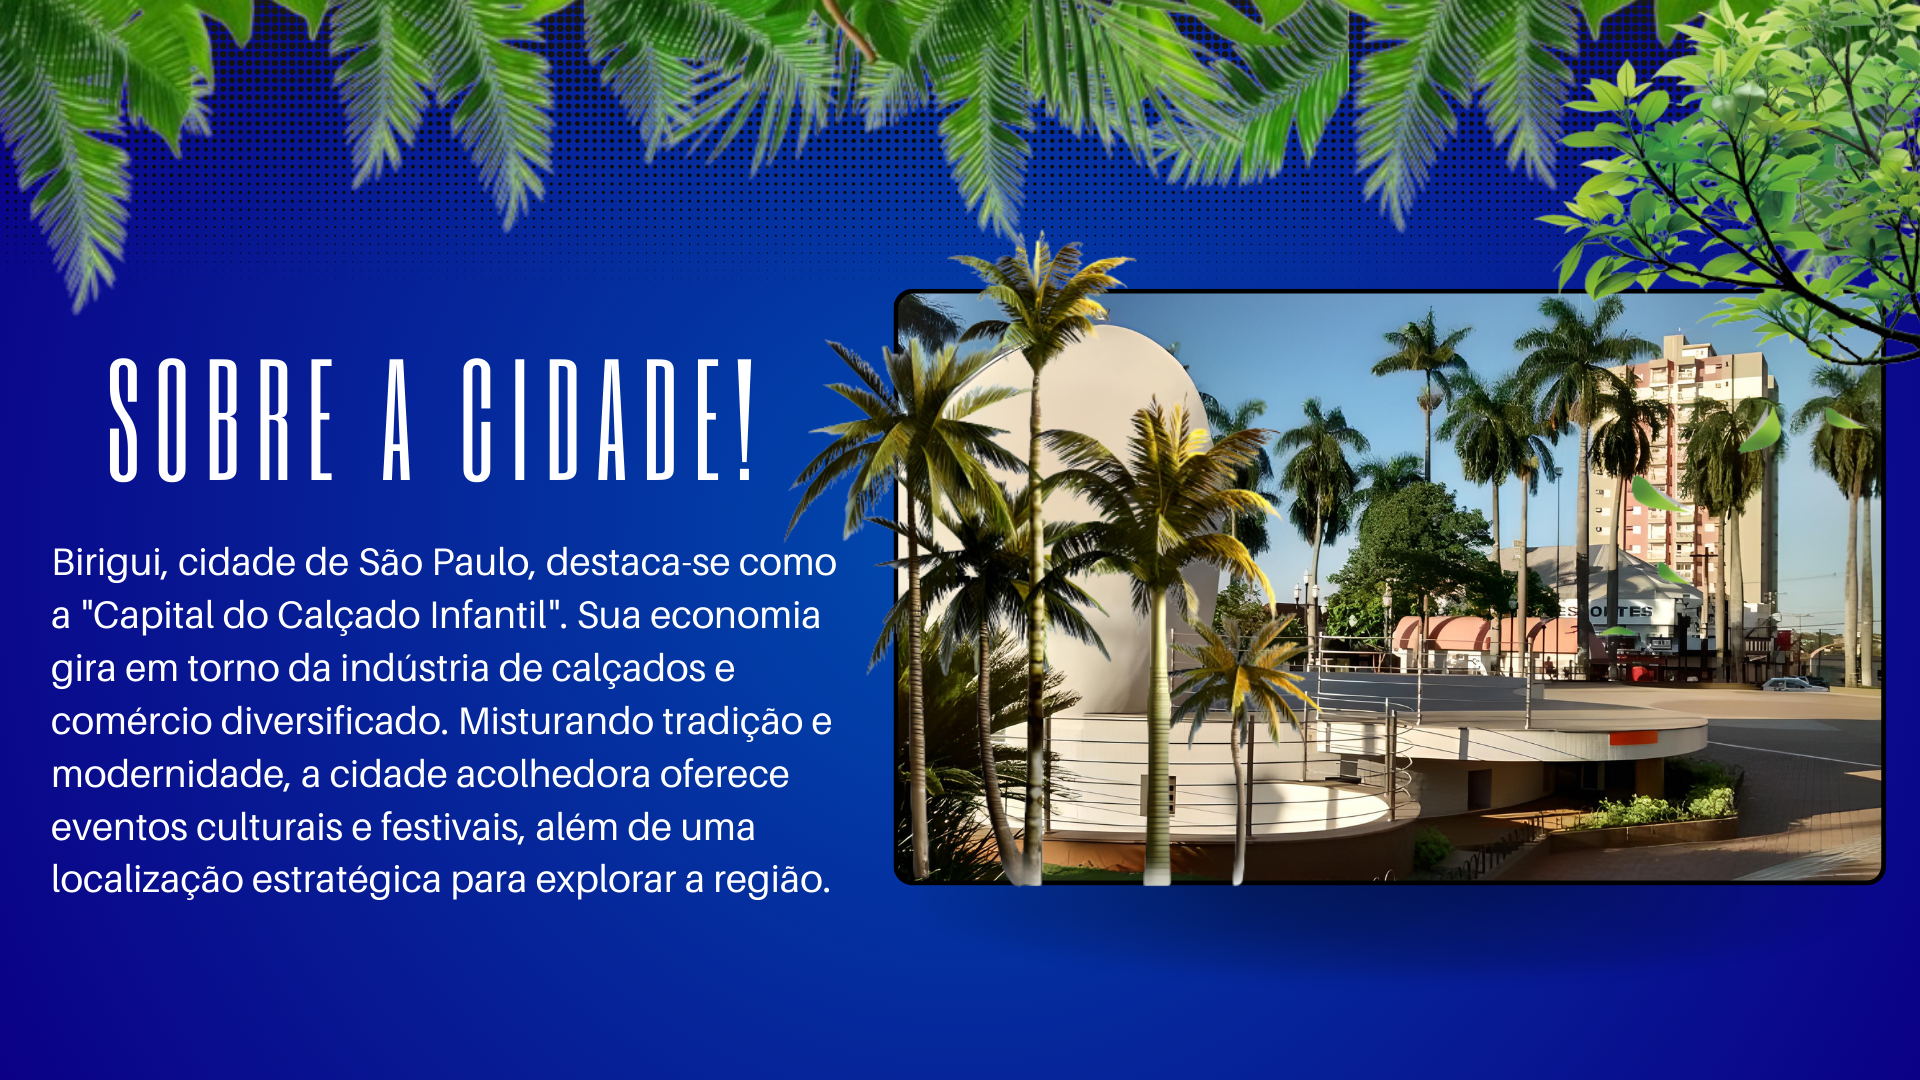 SOBRE A CIDADE!
Birigui, cidade de São Paulo, destaca-se como
a "Capital do Calçado Infantil". Sua economia
gira em torno da indústria de calçados e
comércio diversificado. Misturando tradição e
modernidade, a cidade acolhedora oferece
eventos culturais e festivais, além de uma
localização estratégica para explorar a região.